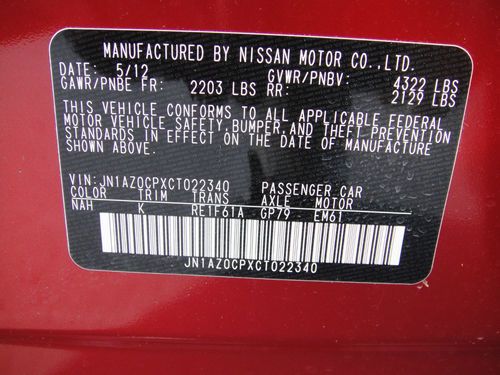 MANUFACTURED BY NISSAN MOTOR CO.,LTD.
DATE: 5/12 GVWR/PNBV: 4322 LBS
GAWR/PNBE FR: 2203 LBS RR: 2129 LBS
THIS VEHICLE CONFORMS TO ALL APPLICABLE FEDERAL
MOTOR VEHICLE SAFETY,BUMPER,AND THEFT PREVENTION
STANDARDS IN EFFECT ON THE DATE OF MANUFACTURE
SHOWN ABOVE.
VIN: JN1AZ0CPXCT022340 PASSENGER CAR
COLOR TRIM TRANS AXLE MOTOR
NAH K RE1F61A GP79 EM61
JN1AZ0CPXCT022340